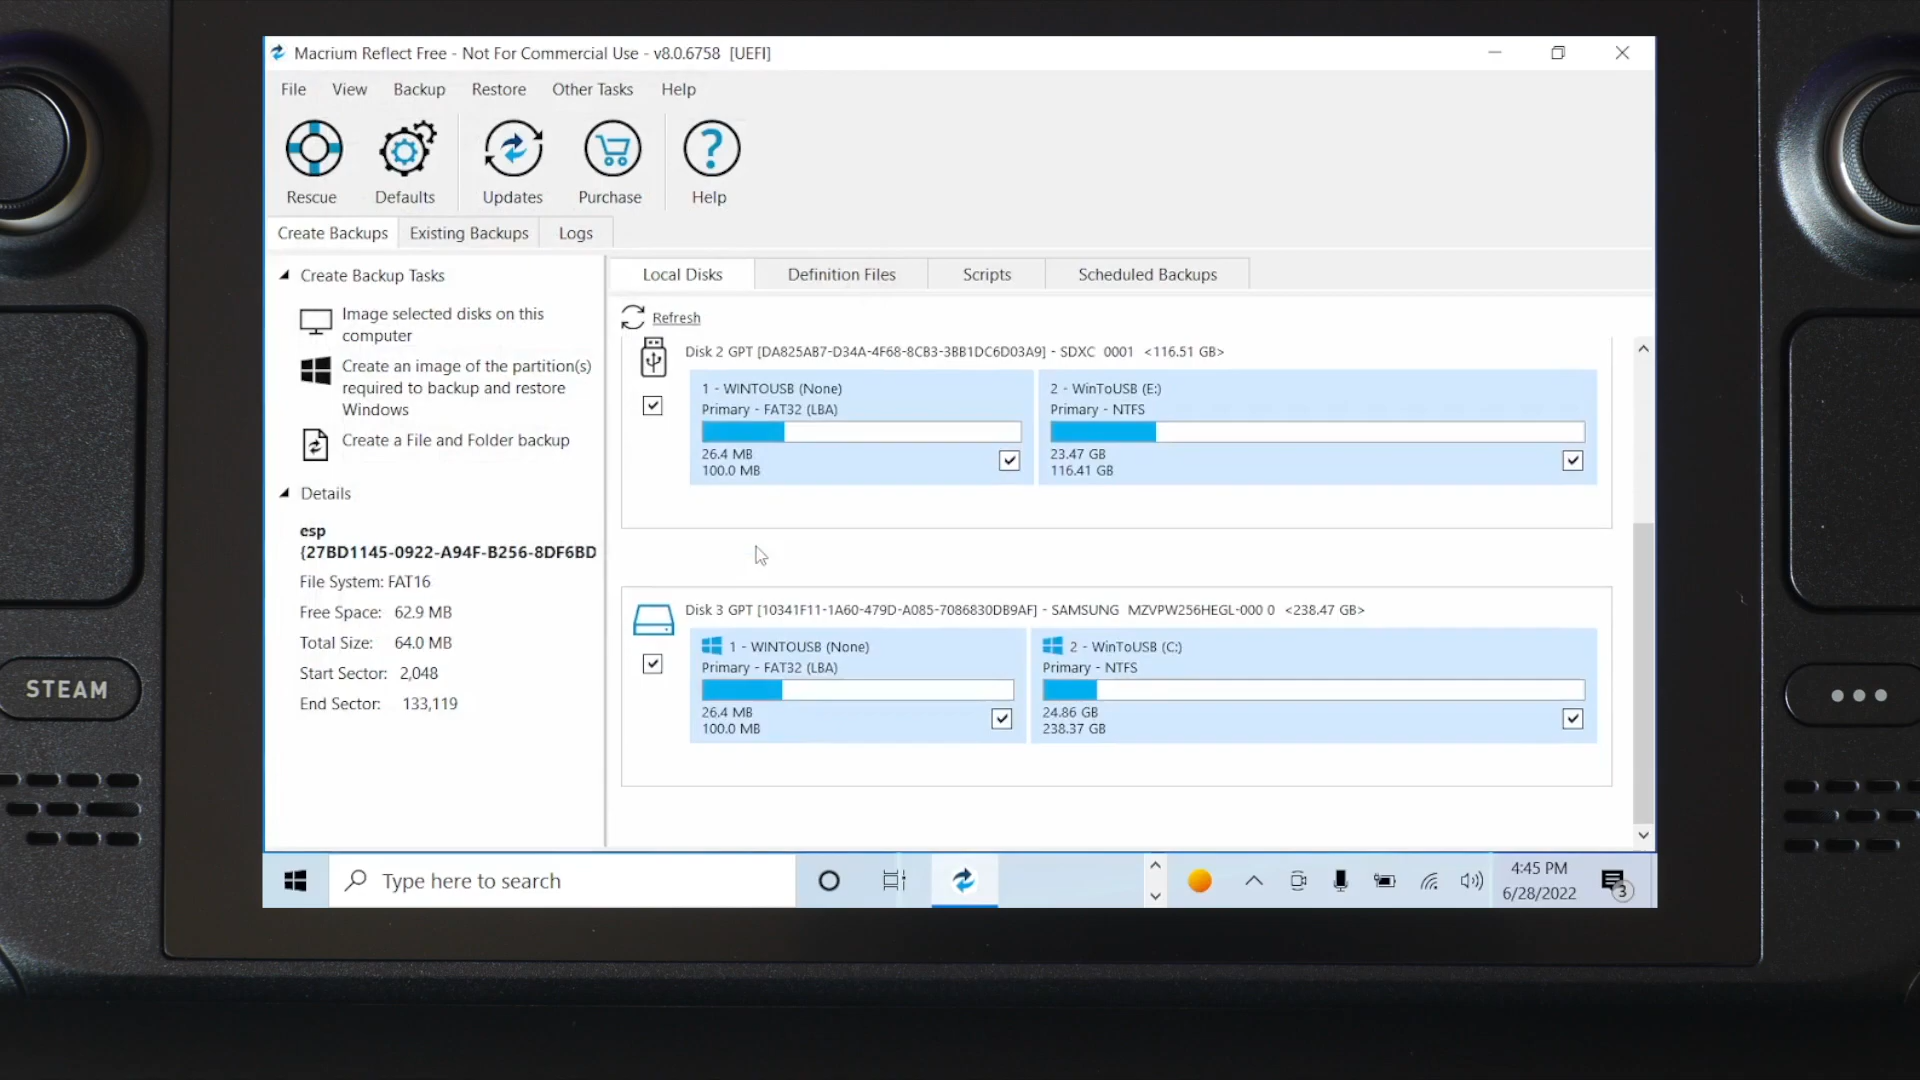 Macrium Reflect Free - Not For Commercial Use - v8.0.6758 [UEFI]
File View Backup Restore Other Tasks Help
Rescue Defaults Updates Purchase Help
Create Backups Existing Backups Logs
Create Backup Tasks
Image selected disks on this
computer
Create an image of the partition(s)
required to backup and restore
Windows
Create a File and Folder backup
Details
esp
{27BD1145-0922-A94F-B256-8DF6BD
File System: FAT16
Free Space: 62.9 MB
Total Size: 64.0 MB
Start Sector: 2,048
End Sector: 133,119
Local Disks Definition Files Scripts Scheduled Backups
Refresh
Disk 2 GPT [DA825AB7-D34A-4F68-8CB3-3BB1DC6D03A9] - SDXC 0001 <116.51 GB>
1 - WINTOUSB (None)
Primary - FAT32 (LBA)
26.4 MB
100.0 MB
2 - WinToUSB (E:)
Primary - NTFS
23.47 GB
116.41 GB
Disk 3 GPT [10341F11-1A60-479D-A085-7086830DB9AF] - SAMSUNG MZVPW256HEGL-000 0 <238.47 GB>
1 - WINTOUSB (None)
Primary - FAT32 (LBA)
26.4 MB
100.0 MB
2 - WinToUSB (C:)
Primary - NTFS
24.86 GB
238.37 GB
Type here to search
4:45 PM
6/28/2022
3
STEAM